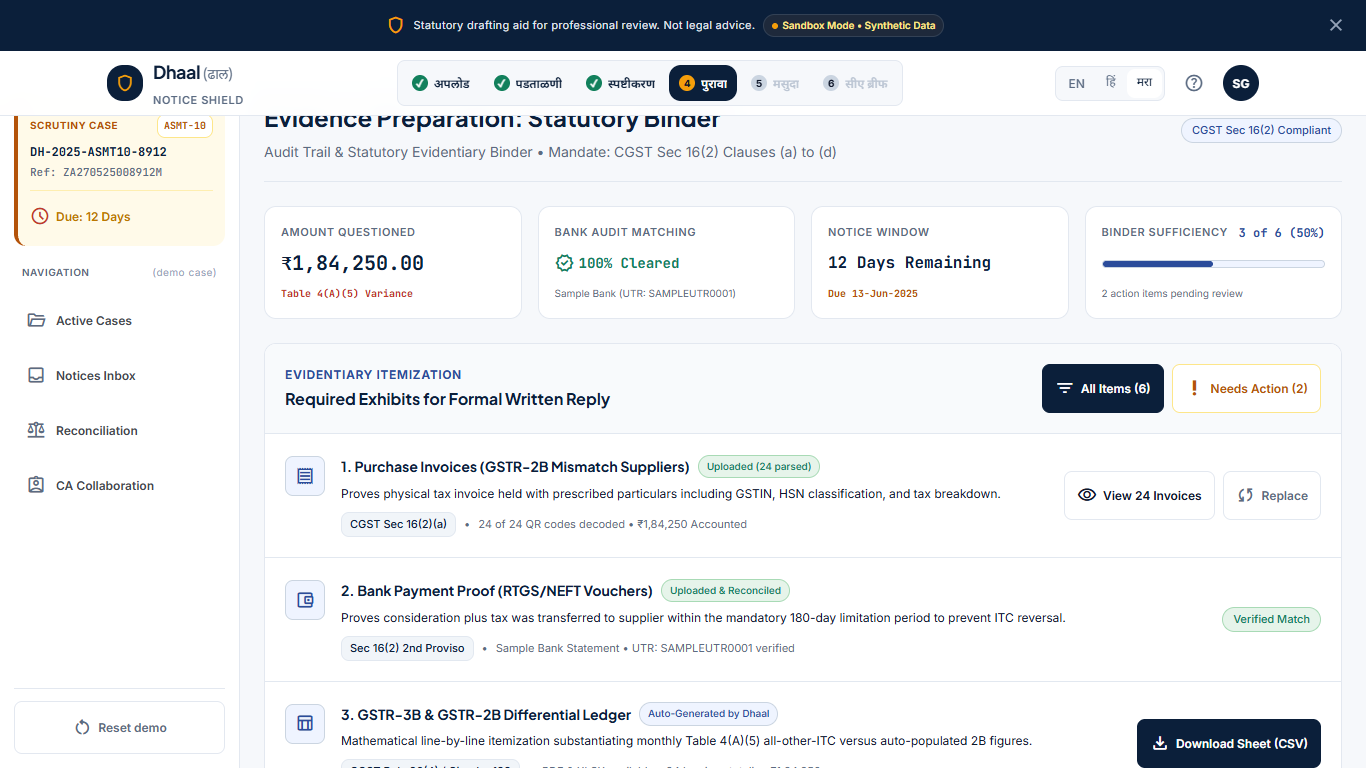 Statutory drafting aid for professional review. Not legal advice. Sandbox Mode • Synthetic Data
Dhaal (ढाल)
NOTICE SHIELD
अपलोड पडताळणी स्पष्टीकरण 4 पुरावा 5 मसुदा 6 सीए ब्रीफ
EN हिं मरा SG
SCRUTINY CASE ASMT-10
DH-2025-ASMT10-8912
Ref: ZA270525008912M
Due: 12 Days
NAVIGATION (demo case)
Active Cases
Notices Inbox
Reconciliation
CA Collaboration
Reset demo
Evidence Preparation: Statutory Binder
Audit Trail & Statutory Evidentiary Binder • Mandate: CGST Sec 16(2) Clauses (a) to (d)
CGST Sec 16(2) Compliant
AMOUNT QUESTIONED
₹1,84,250.00
Table 4(A)(5) Variance
BANK AUDIT MATCHING
100% Cleared
Sample Bank (UTR: SAMPLEUTR0001)
NOTICE WINDOW
12 Days Remaining
Due 13-Jun-2025
BINDER SUFFICIENCY 3 of 6 (50%)
2 action items pending review
EVIDENTIARY ITEMIZATION
Required Exhibits for Formal Written Reply
All Items (6) Needs Action (2)
1. Purchase Invoices (GSTR-2B Mismatch Suppliers) Uploaded (24 parsed)
Proves physical tax invoice held with prescribed particulars including GSTIN, HSN classification, and tax breakdown.
CGST Sec 16(2)(a) • 24 of 24 QR codes decoded • ₹1,84,250 Accounted
View 24 Invoices Replace
2. Bank Payment Proof (RTGS/NEFT Vouchers) Uploaded & Reconciled
Proves consideration plus tax was transferred to supplier within the mandatory 180-day limitation period to prevent ITC reversal.
Sec 16(2) 2nd Proviso • Sample Bank Statement • UTR: SAMPLEUTR0001 verified
Verified Match
3. GSTR-3B & GSTR-2B Differential Ledger Auto-Generated by Dhaal
Mathematical line-by-line itemization substantiating monthly Table 4(A)(5) all-other-ITC versus auto-populated 2B figures.
Download Sheet (CSV)